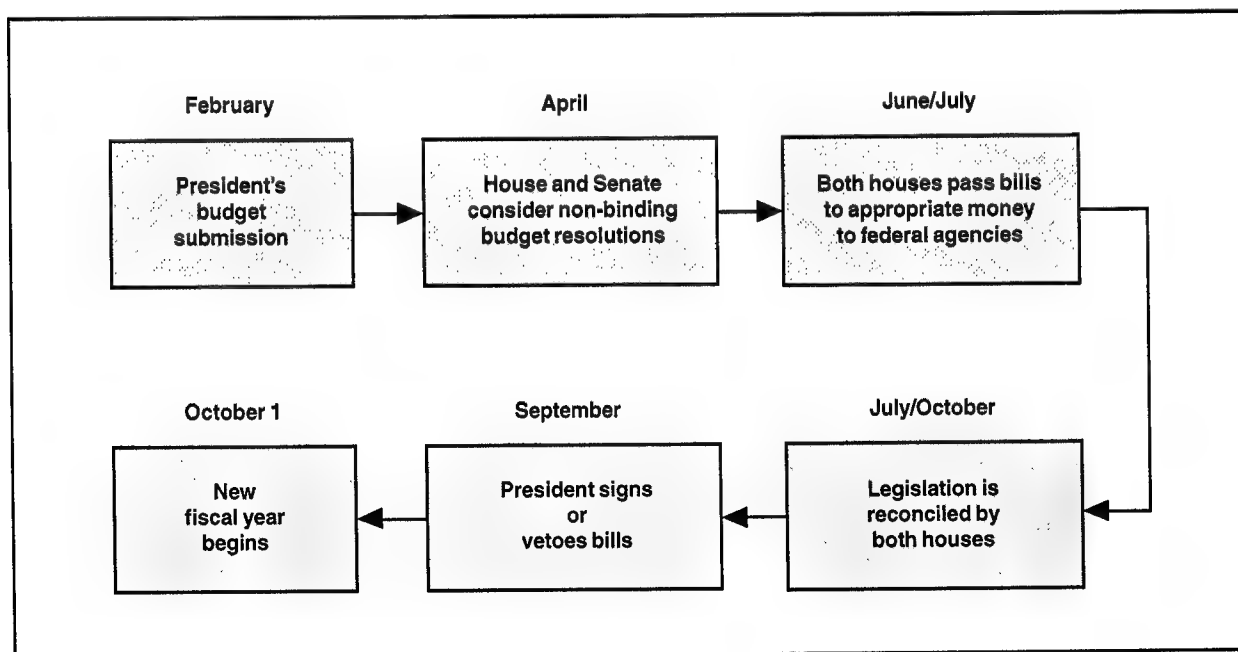 February
President's
budget
submission
April
House and Senate
consider non-binding
budget resolutions
June/July
Both houses pass bills
to appropriate money
to federal agencies
July/October
Legislation is
reconciled by
both houses
September
President signs
or
vetoes bills
October 1
New
fiscal year
begins